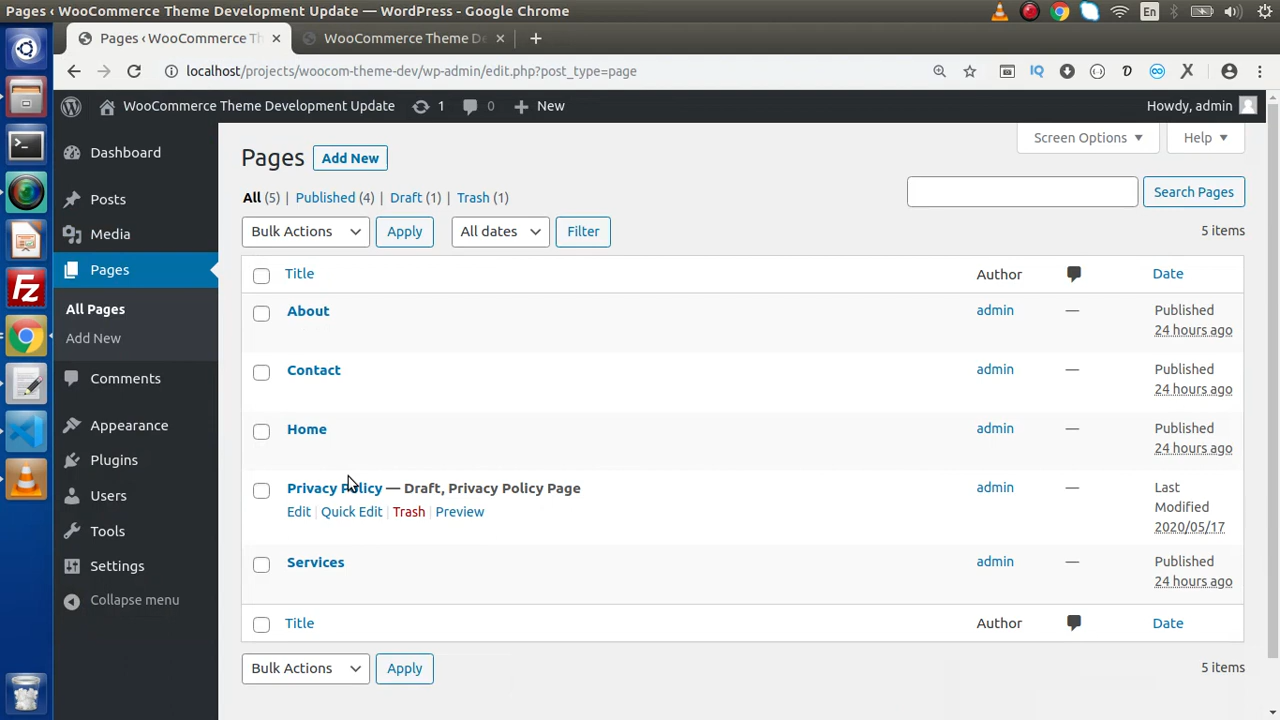 Pages ‹ WooCommerce Theme Development Update — WordPress - Google Chrome
En
Pages ‹ WooCommerce Th
WooCommerce Theme De
localhost/projects/woocom-theme-dev/wp-admin/edit.php?post_type=page
WooCommerce Theme Development Update 1 0 New Howdy, admin
Dashboard
Posts
Media
Pages
All Pages
Add New
Comments
Appearance
Plugins
Users
Tools
Settings
Collapse menu
Screen Options Help
Pages Add New
All (5) | Published (4) | Draft (1) | Trash (1)
Search Pages
Bulk Actions Apply All dates Filter 5 items
Title Author Date
About admin — Published
24 hours ago
Contact admin — Published
24 hours ago
Home admin — Published
24 hours ago
Privacy Policy — Draft, Privacy Policy Page admin — Last
Edit | Quick Edit | Trash | Preview Modified
2020/05/17
Services admin — Published
24 hours ago
Title Author Date
Bulk Actions Apply 5 items